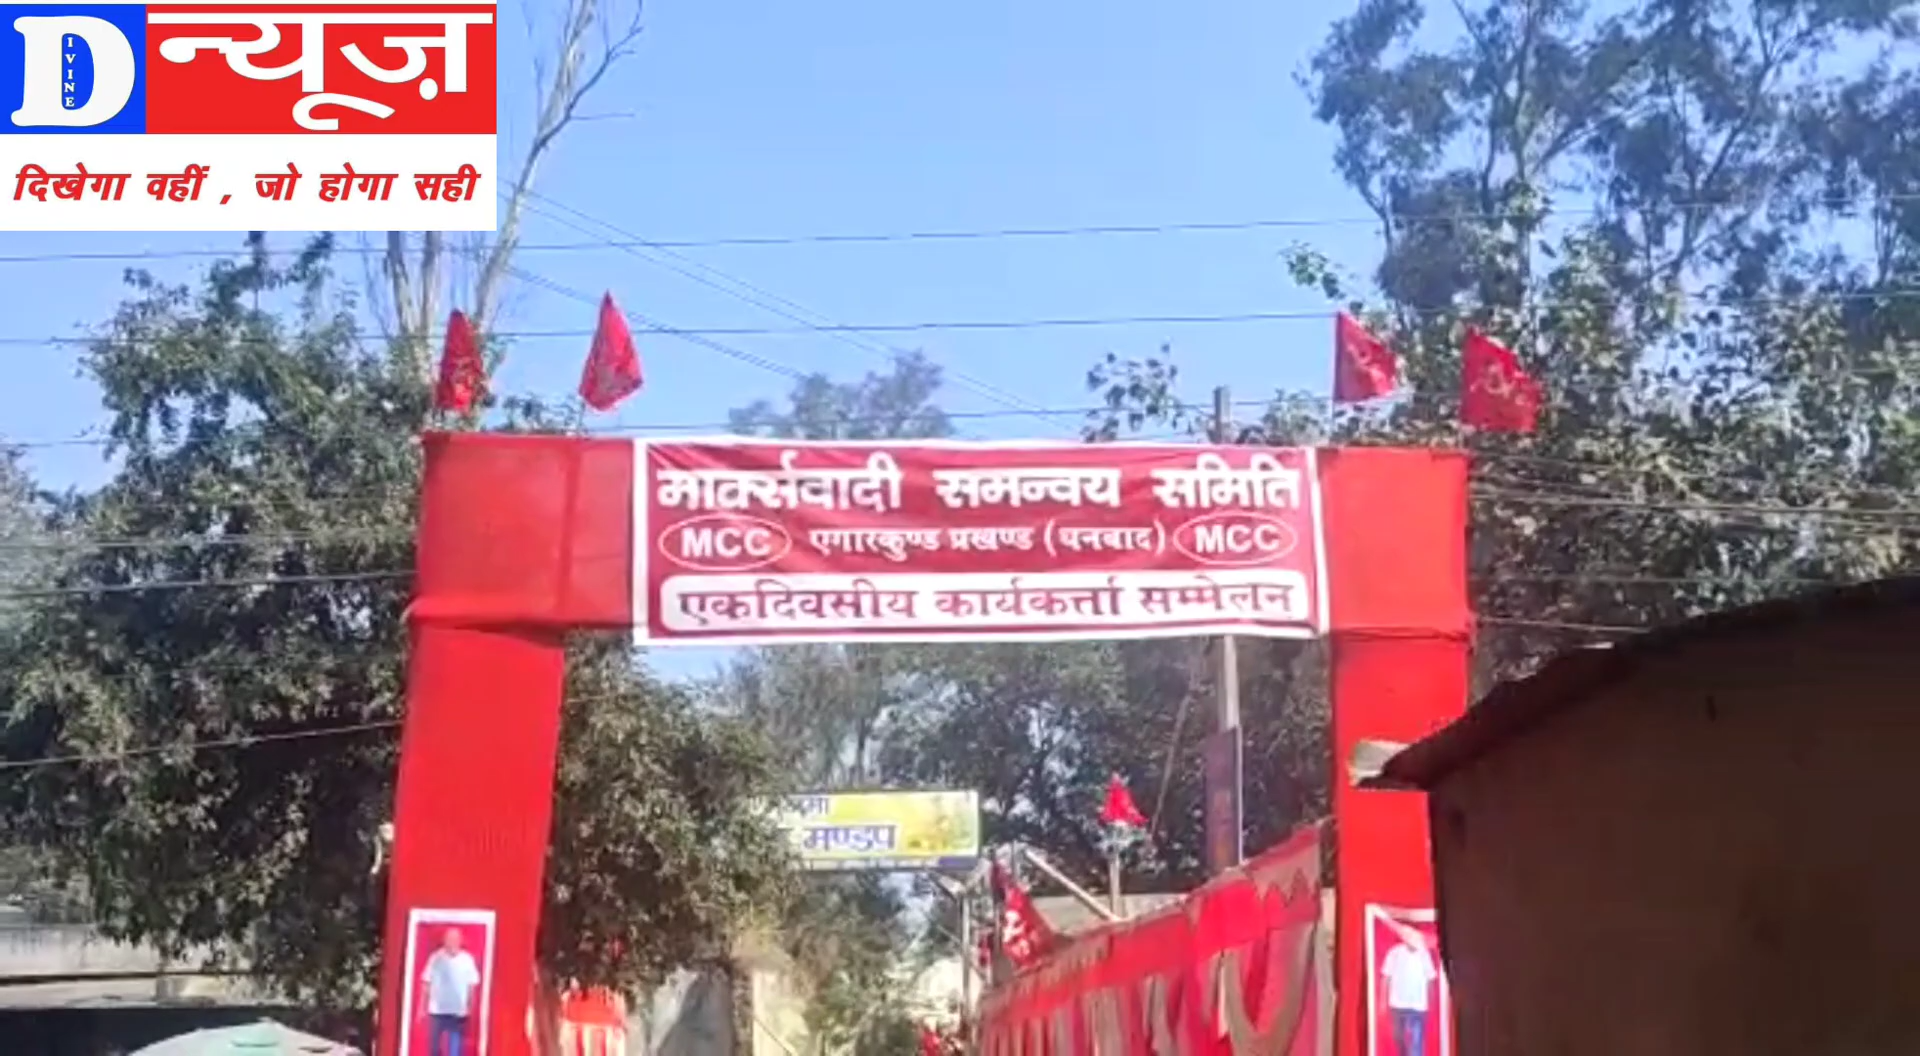 DIVINE न्यूज़
दिखेगा वहीं , जो होगा सही
मार्क्सवादी समन्वय समिति
MCC एगारकुण्ड प्रखण्ड (धनबाद) MCC
एकदिवसीय कार्यकर्त्ता सम्मेलन
मण्डप